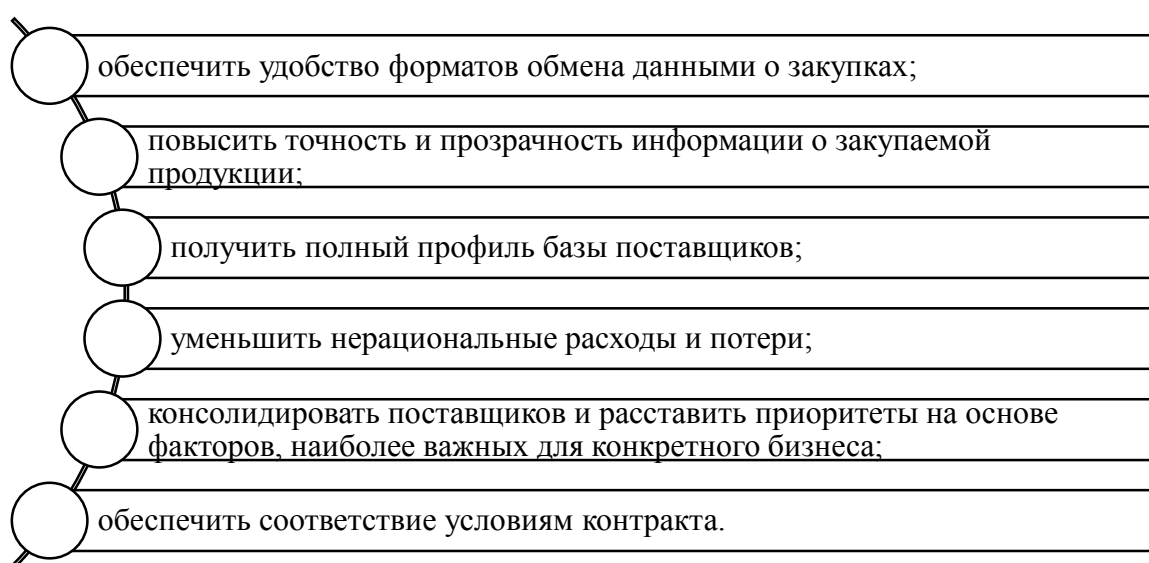 обеспечить удобство форматов обмена данными о закупках;
повысить точность и прозрачность информации о закупаемой
продукции;
получить полный профиль базы поставщиков;
уменьшить нерациональные расходы и потери;
консолидировать поставщиков и расставить приоритеты на основе
факторов, наиболее важных для конкретного бизнеса;
обеспечить соответствие условиям контракта.